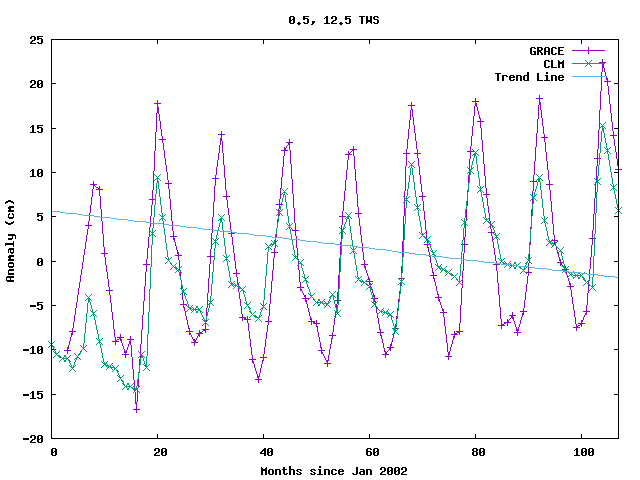 0.5, 12.5 TWS
GRACE
CLM
Trend Line
25
20
15
10
5
0
-5
-10
-15
-20
Anomaly (cm)
0 20 40 60 80 100
Months since Jan 2002